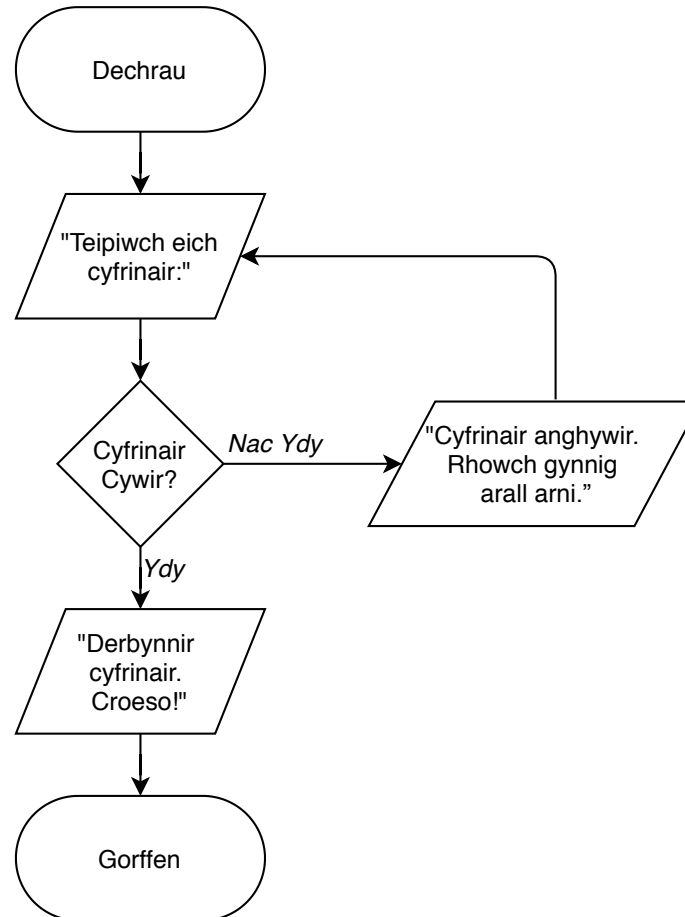 Dechrau
"Teipiwch eich
cyfrinair:"
Cyfrinair
Cywir?
Nac Ydy
"Cyfrinair anghywir.
Rhowch gynnig
arall arni.”
Ydy
"Derbynnir
cyfrinair.
Croeso!"
Gorffen